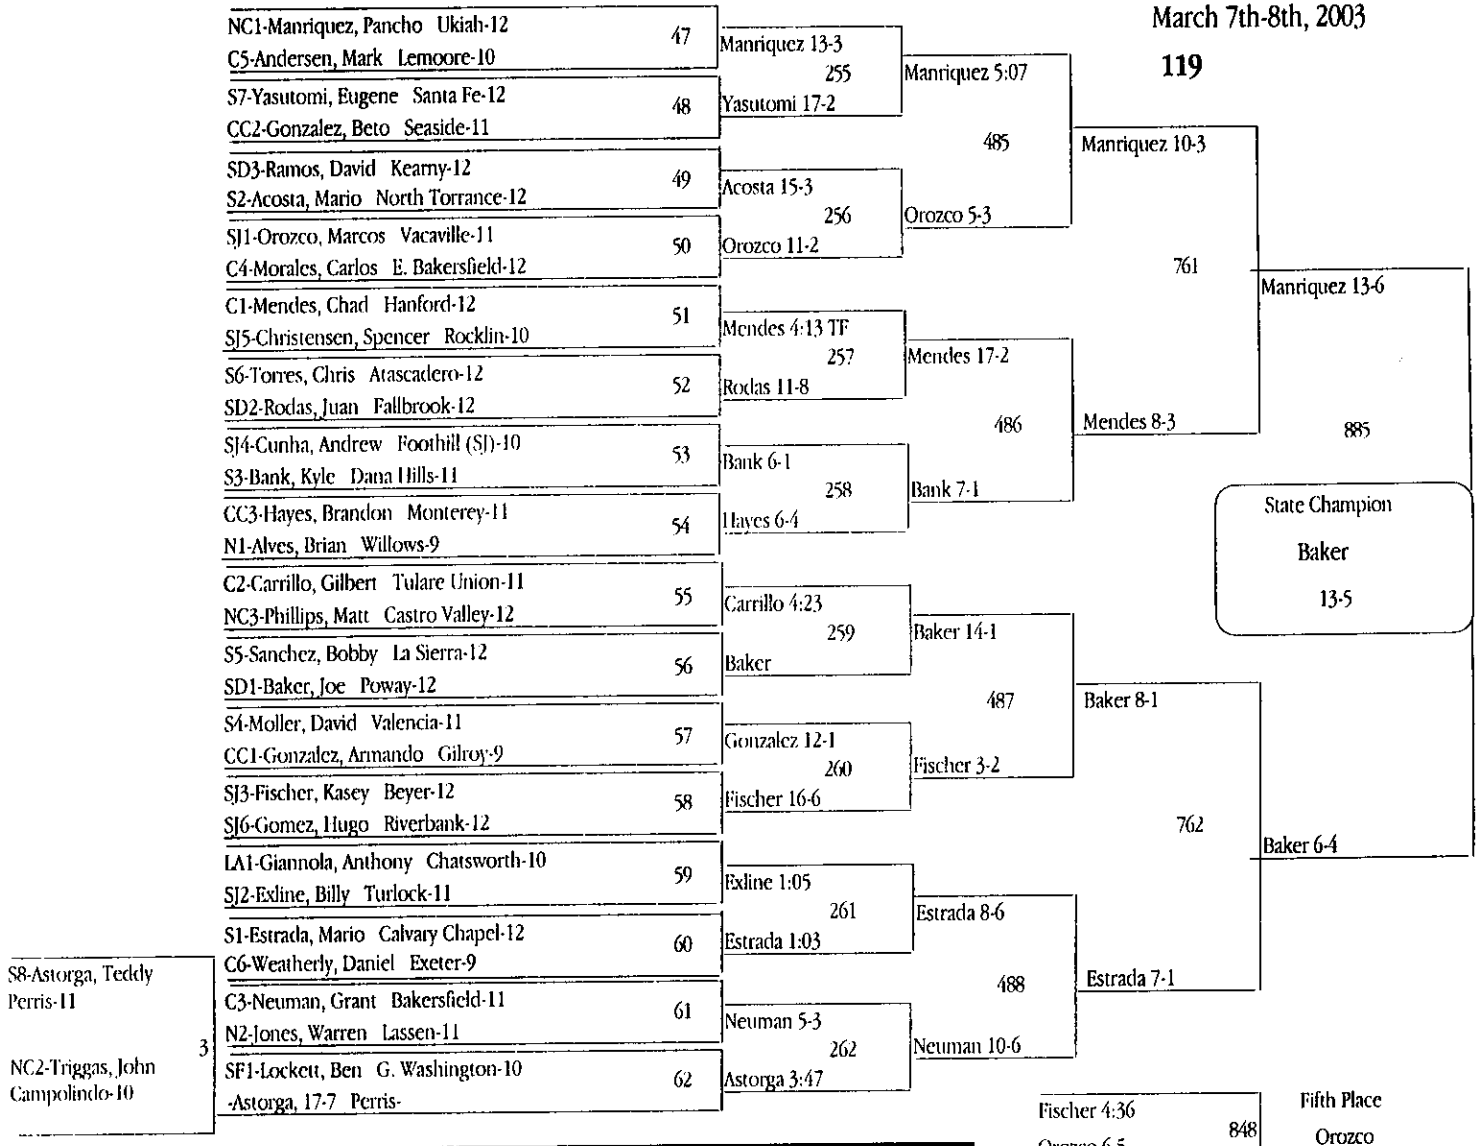 March 7th-8th, 2003
119
NC1-Manriquez, Pancho Ukiah-12
C5-Andersen, Mark Lemoore-10
47
S7-Yasutomi, Eugene Santa Fe-12
CC2-Gonzalez, Beto Seaside-11
48
SD3-Ramos, David Kearny-12
S2-Acosta, Mario North Torrance-12
49
SJ1-Orozco, Marcos Vacaville-11
C4-Morales, Carlos E. Bakersfield-12
50
C1-Mendes, Chad Hanford-12
SJ5-Christensen, Spencer Rocklin-10
51
S6-Torres, Chris Atascadero-12
SD2-Rodas, Juan Fallbrook-12
52
SJ4-Cunha, Andrew Foothill (SJ)-10
S3-Bank, Kyle Dana Hills-11
53
CC3-Hayes, Brandon Monterey-11
N1-Alves, Brian Willows-9
54
C2-Carrillo, Gilbert Tulare Union-11
NC3-Phillips, Matt Castro Valley-12
55
S5-Sanchez, Bobby La Sierra-12
SD1-Baker, Joe Poway-12
56
S4-Moller, David Valencia-11
CC1-Gonzalez, Armando Gilroy-9
57
SJ3-Fischer, Kasey Beyer-12
SJ6-Gomez, Hugo Riverbank-12
58
LA1-Giannola, Anthony Chatsworth-10
SJ2-Exline, Billy Turlock-11
59
S1-Estrada, Mario Calvary Chapel-12
C6-Weatherly, Daniel Exeter-9
60
C3-Neuman, Grant Bakersfield-11
N2-Jones, Warren Lassen-11
61
SF1-Lockett, Ben G. Washington-10
-Astorga, 17-7 Perris-
62
S8-Astorga, Teddy
Perris-11
3
NC2-Triggas, John
Campolindo-10
Manriquez 13-3
255
Yasutomi 17-2
Acosta 15-3
256
Orozco 11-2
Mendes 4:13 TF
257
Rodas 11-8
Bank 6-1
258
Hayes 6-4
Carrillo 4:23
259
Baker
Gonzalez 12-1
260
Fischer 16-6
Exline 1:05
261
Estrada 1:03
Neuman 5-3
262
Astorga 3:47
Manriquez 5:07
485
Orozco 5-3
Mendes 17-2
486
Bank 7-1
Baker 14-1
487
Fischer 3-2
Estrada 8-6
488
Neuman 10-6
Manriquez 10-3
761
Mendes 8-3
Baker 8-1
762
Estrada 7-1
Manriquez 13-6
885
Baker 6-4
State Champion
Baker
13-5
Fischer 4:36
848
Orozco 6-5
Fifth Place
Orozco